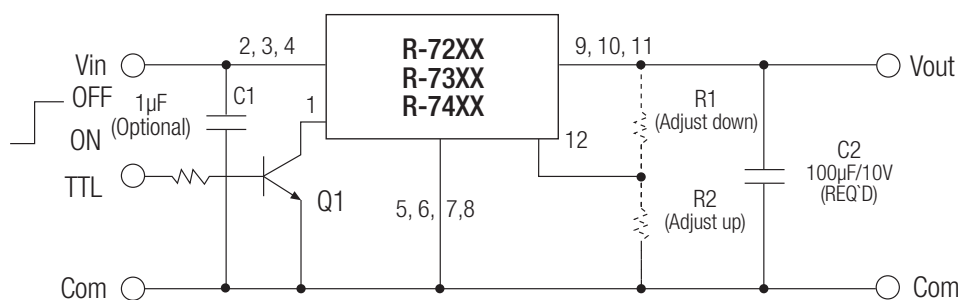 Vin
2, 3, 4
R-72XX
R-73XX
R-74XX
9, 10, 11
Vout
OFF
ON
1µF
(Optional)
C1
1
12
R1
(Adjust down)
TTL
Q1
5, 6, 7,8
R2
(Adjust up)
C2
100µF/10V
(REQ`D)
Com
Com